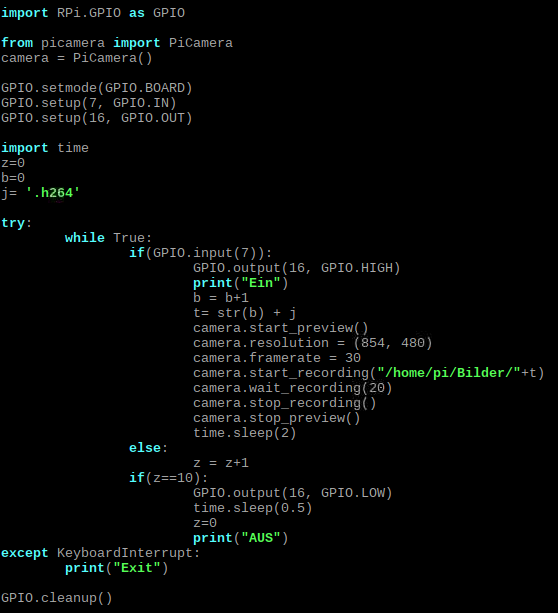 import RPi.GPIO as GPIO

from picamera import PiCamera
camera = PiCamera()

GPIO.setmode(GPIO.BOARD)
GPIO.setup(7, GPIO.IN)
GPIO.setup(16, GPIO.OUT)

import time
z=0
b=0
j= '.h264'

try:
        while True:
                if(GPIO.input(7)):
                        GPIO.output(16, GPIO.HIGH)
                        print("Ein")
                        b = b+1
                        t= str(b) + j
                        camera.start_preview()
                        camera.resolution = (854, 480)
                        camera.framerate = 30
                        camera.start_recording("/home/pi/Bilder/"+t)
                        camera.wait_recording(20)
                        camera.stop_recording()
                        camera.stop_preview()
                        time.sleep(2)
                else:
                        z = z+1
                if(z==10):
                        GPIO.output(16, GPIO.LOW)
                        time.sleep(0.5)
                        z=0
                        print("AUS")
except KeyboardInterrupt:
        print("Exit")

GPIO.cleanup()